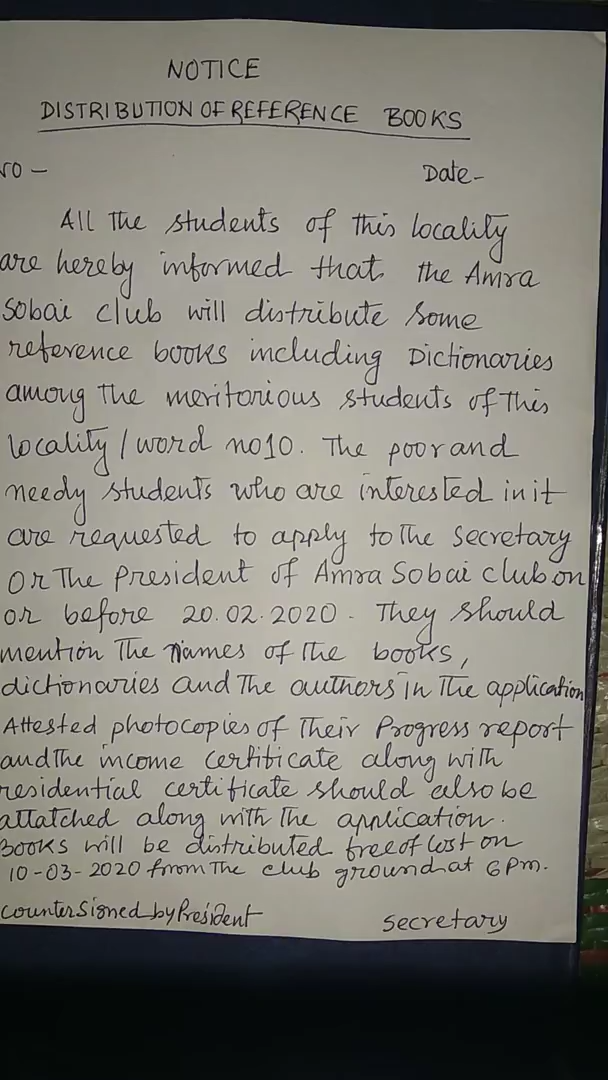 NOTICE
DISTRIBUTION OF REFERENCE BOOKS
NO - Date-
All The students of this locality
are hereby informed that the Amra
Sobai club will distribute some
reference books including Dictionaries
among The meritorious students of This
locality / word no10. The poor and
needy students who are interested in it
are requested to apply to The Secretary
Or The President of Amra Sobai club on
or before 20.02.2020. They should
mention The names of The books,
dictionaries and The authors in The application
Attested photocopies of Their Progress report
and The income certificate along with
residential certificate should also be
attatched along with The application.
Books will be distributed free of cost on
10-03-2020 from The club ground at 6 Pm.
Counter Signed by President Secretary